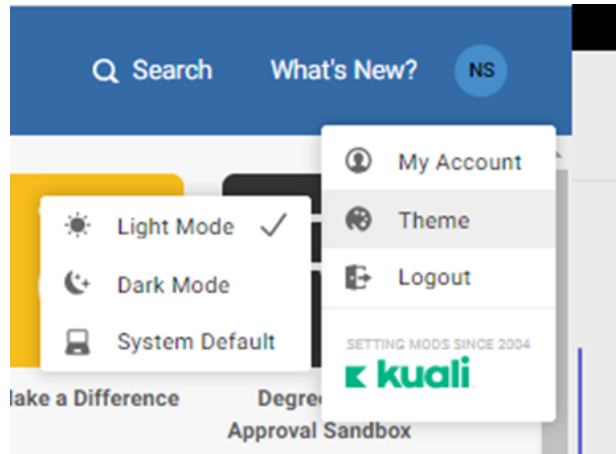 Search
What's New?
NS
My Account
Theme
Logout
SETTING MODS SINCE 2004
kuali
Light Mode
Dark Mode
System Default
ake a Difference
Degre
Approval Sandbox